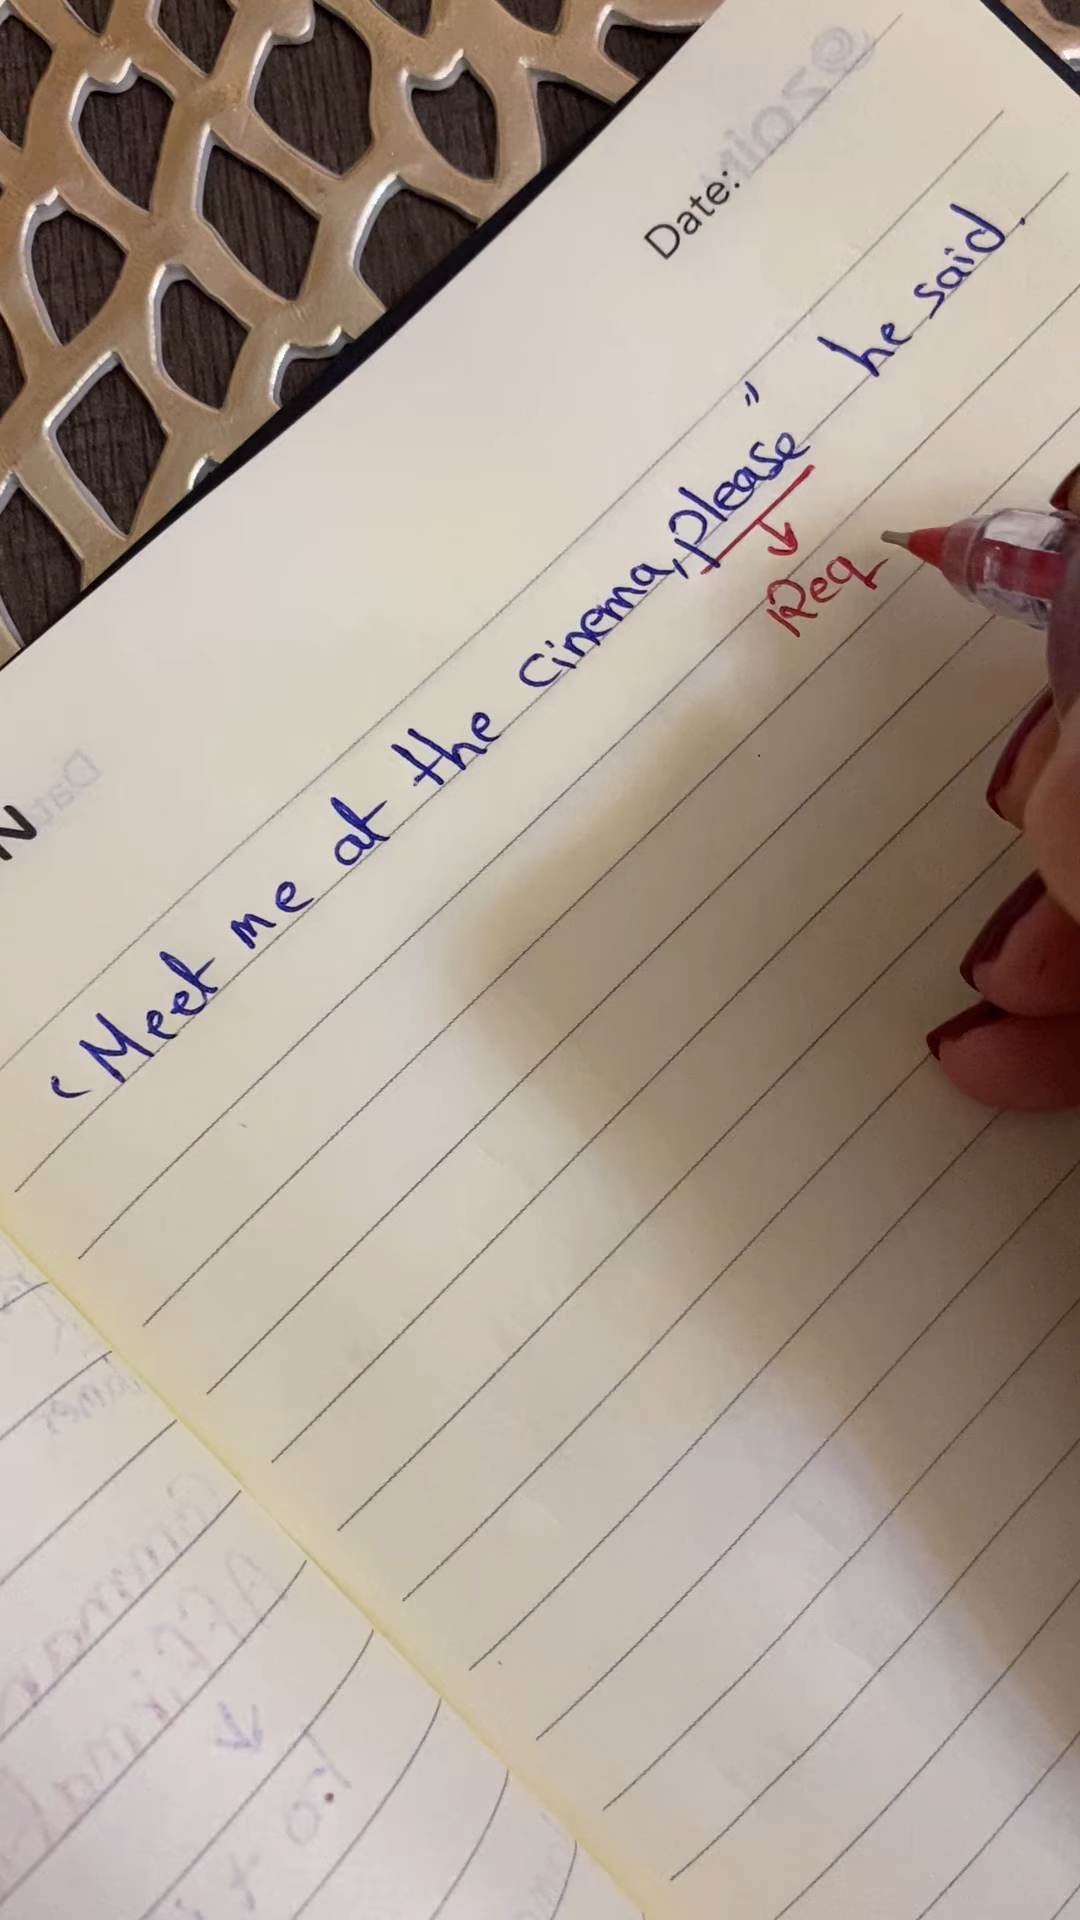 Date:
(Meet me at the cinema, please" he said.
Req